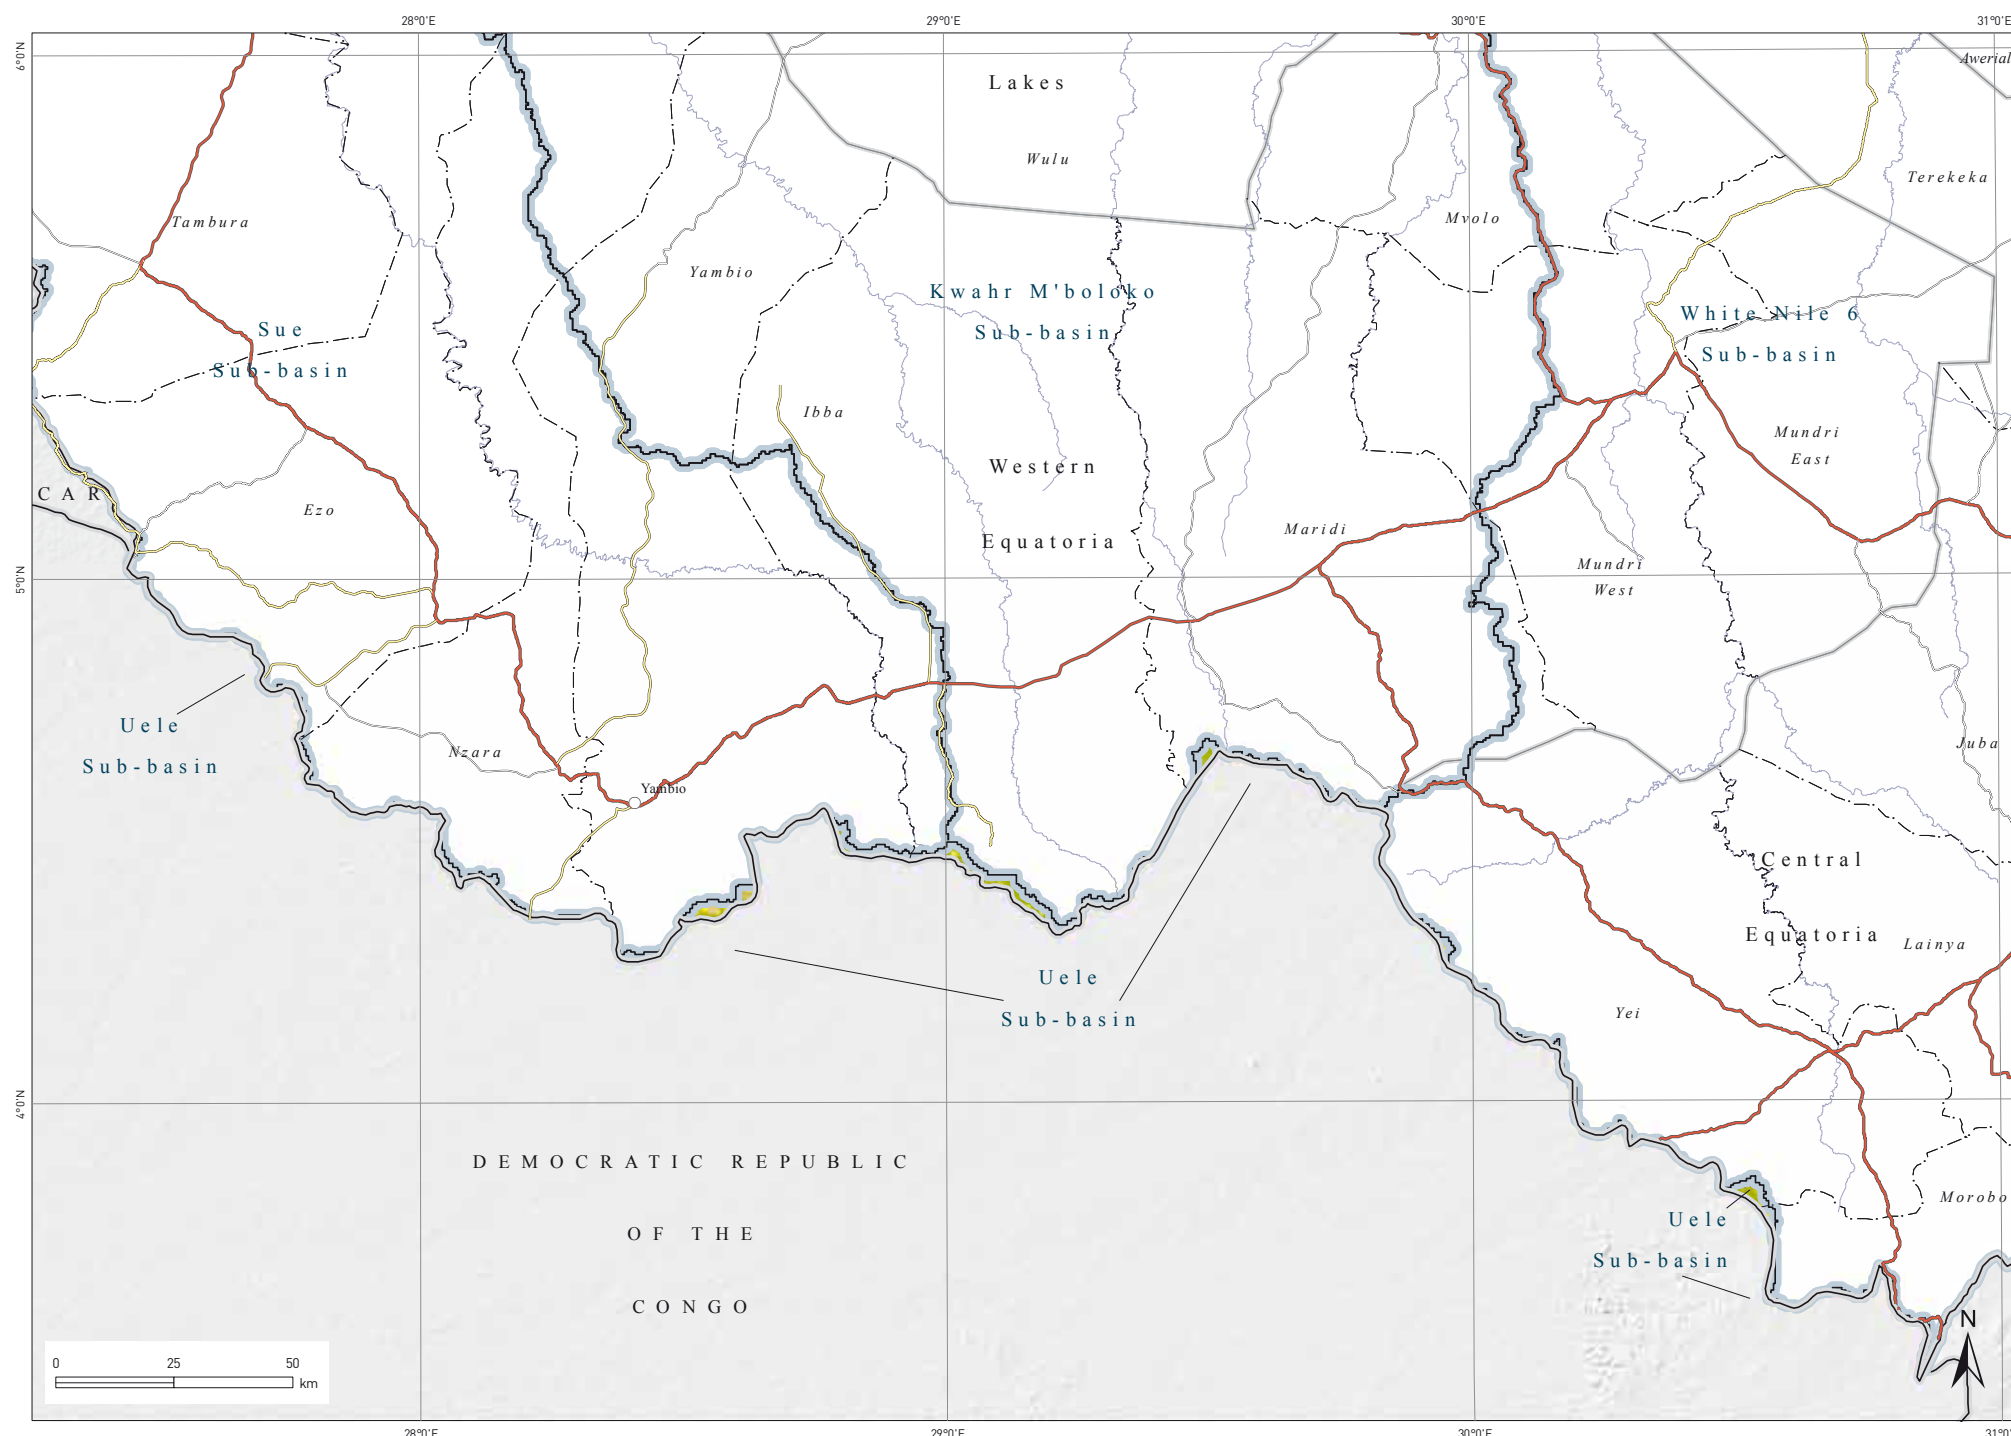 28°0'E
29°0'E
30°0'E
31°0'E
6°0'N
Lakes
Awerial
Wulu
Terekeka
Tambura
Mvolo
Yambio
Kwahr M'boloko
Sub-basin
White Nile 6
Sub-basin
Sue
Sub-basin
Ibba
Mundri
East
Western
CAR
Ezo
Maridi
Equatoria
Mundri
West
5°0'N
Uele
Sub-basin
Nzara
Juba
Yambio
Central
Equatoria
Lainya
Uele
Sub-basin
Yei
4°0'N
DEMOCRATIC REPUBLIC
OF THE
CONGO
Morobo
Uele
Sub-basin
N
0 25 50
km
28°0'E
29°0'E
30°0'E
31°0'